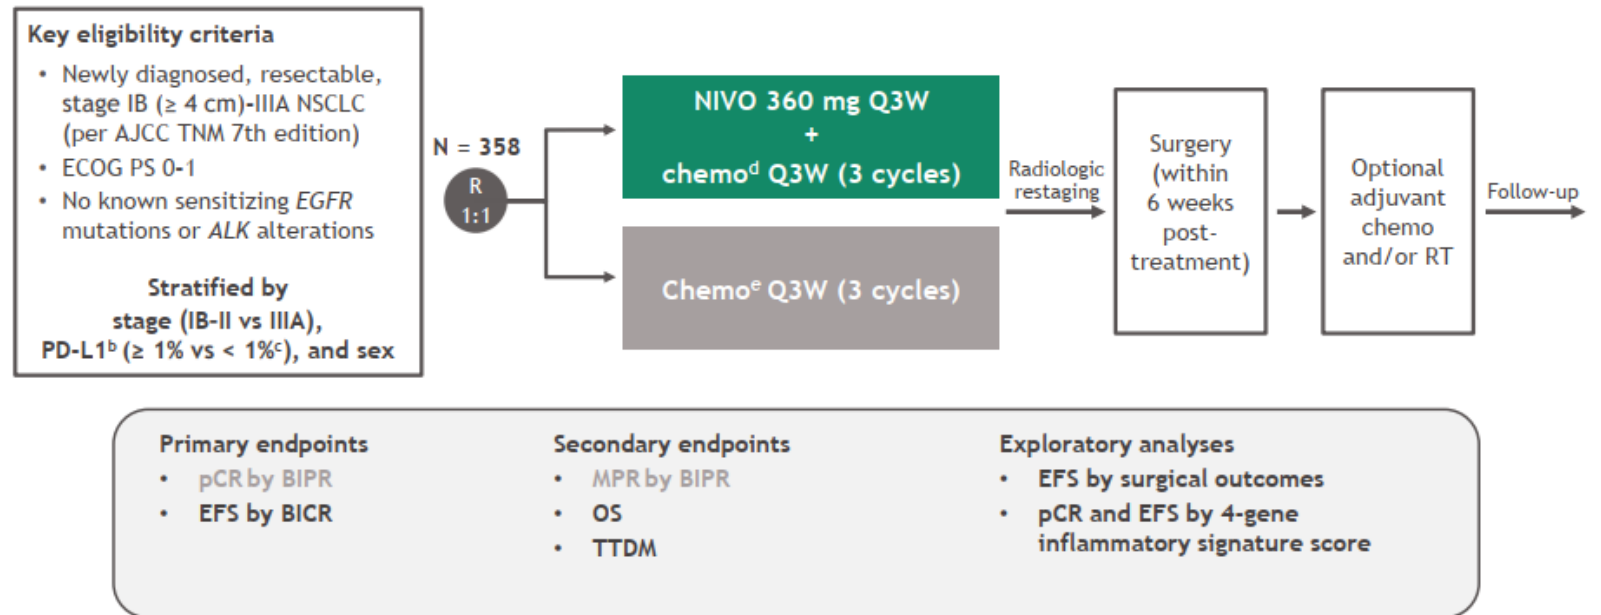 Key eligibility criteria
• Newly diagnosed, resectable,
stage IB (≥ 4 cm)-IIIA NSCLC
(per AJCC TNM 7th edition)
• ECOG PS 0-1
• No known sensitizing EGFR
mutations or ALK alterations
Stratified by
stage (IB-II vs IIIA),
PD-L1ᵇ (≥ 1% vs < 1%ᶜ), and sex
N = 358
R
1:1
NIVO 360 mg Q3W
+
chemoᵈ Q3W (3 cycles)
Chemoᵉ Q3W (3 cycles)
Radiologic
restaging
Surgery
(within
6 weeks
post-
treatment)
Optional
adjuvant
chemo
and/or RT
Follow-up
Primary endpoints
• pCR by BIPR
• EFS by BICR
Secondary endpoints
• MPR by BIPR
• OS
• TTDM
Exploratory analyses
• EFS by surgical outcomes
• pCR and EFS by 4-gene
inflammatory signature score